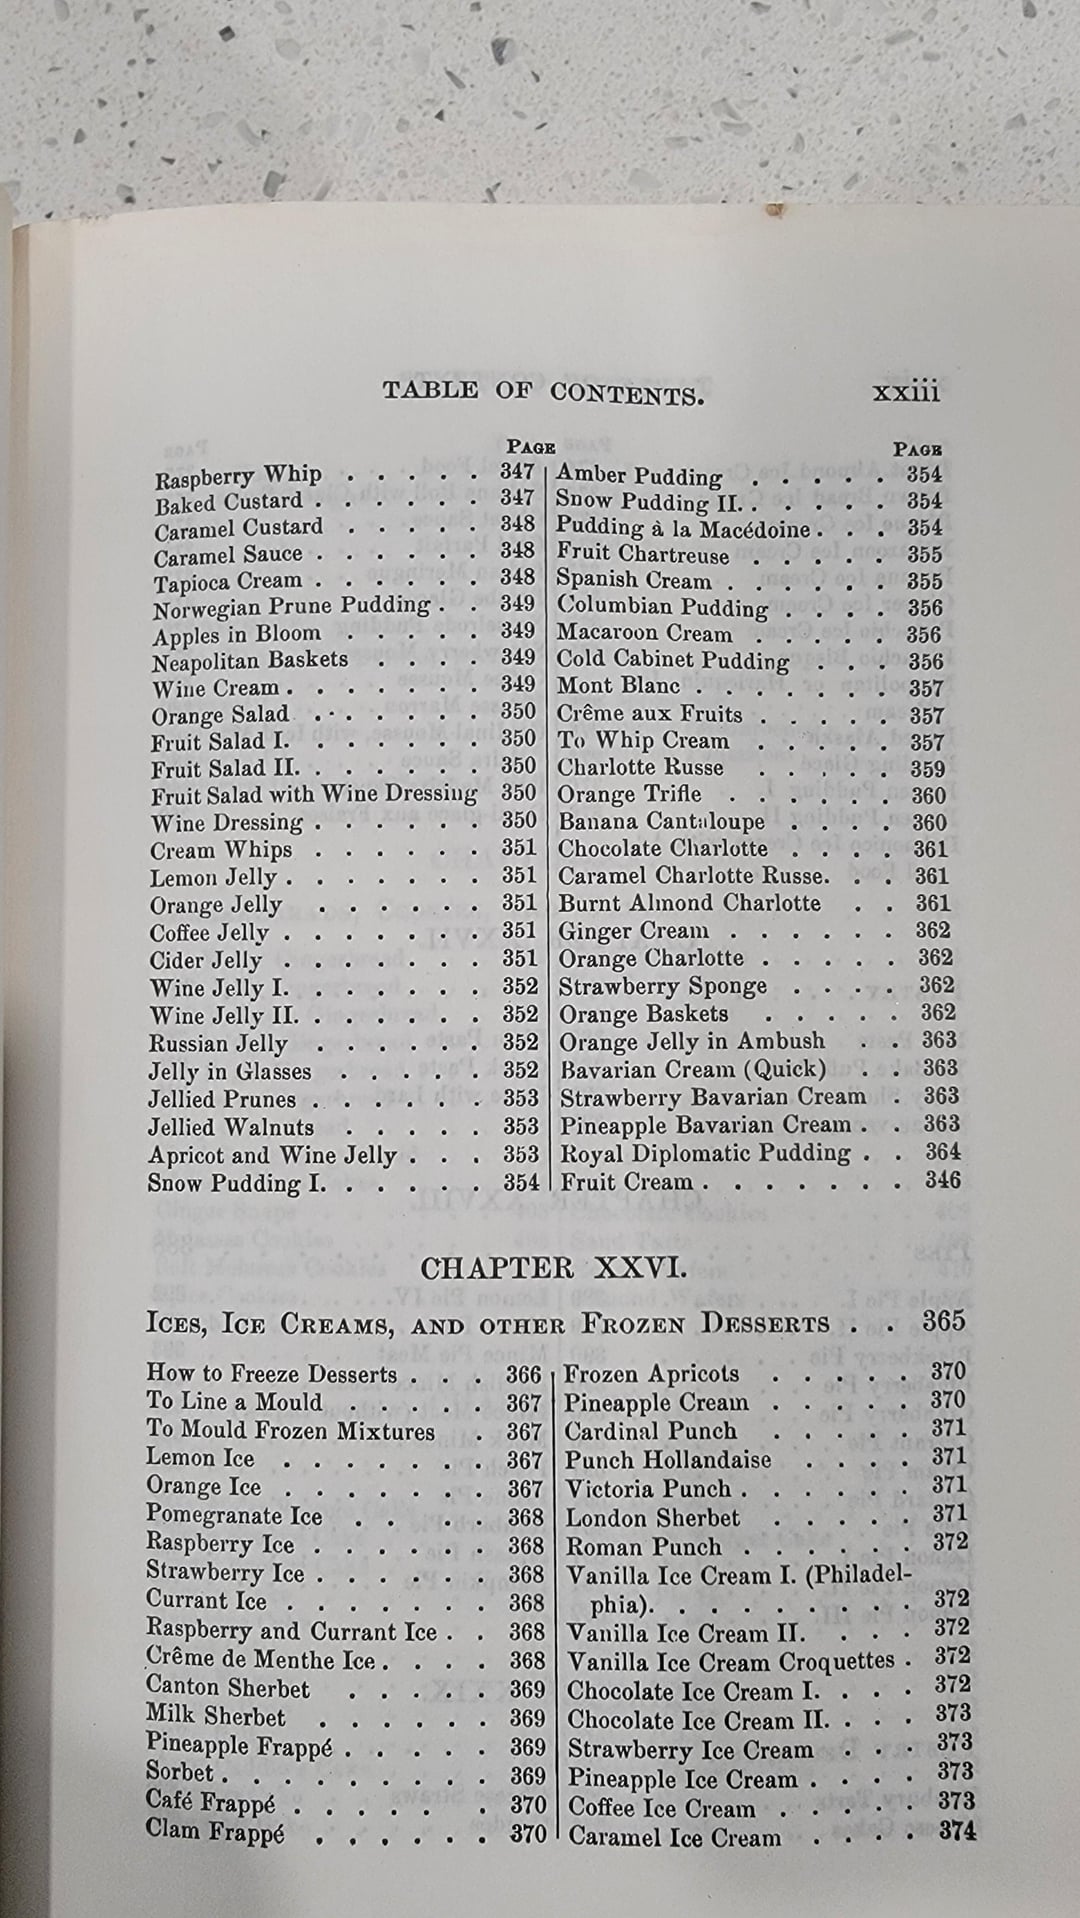 TABLE OF CONTENTS. xxiii
PAGE
Raspberry Whip . . . . . 347
Baked Custard . . . . . . 347
Caramel Custard . . . . . 348
Caramel Sauce . . . . . . 348
Tapioca Cream . . . . . . 348
Norwegian Prune Pudding . . 349
Apples in Bloom . . . . . 349
Neapolitan Baskets . . . . 349
Wine Cream . . . . . . . 349
Orange Salad . . . . . . 350
Fruit Salad I. . . . . . . 350
Fruit Salad II. . . . . . . 350
Fruit Salad with Wine Dressing 350
Wine Dressing . . . . . . 350
Cream Whips . . . . . . 351
Lemon Jelly . . . . . . . 351
Orange Jelly . . . . . . 351
Coffee Jelly . . . . . . . 351
Cider Jelly . . . . . . . 351
Wine Jelly I. . . . . . . 352
Wine Jelly II. . . . . . . 352
Russian Jelly . . . . . . 352
Jelly in Glasses . . . . . 352
Jellied Prunes . . . . . . 353
Jellied Walnuts . . . . . 353
Apricot and Wine Jelly . . . 353
Snow Pudding I. . . . . . 354
PAGE
Amber Pudding . . . . . 354
Snow Pudding II. . . . . . 354
Pudding à la Macédoine . . . 354
Fruit Chartreuse . . . . . 355
Spanish Cream . . . . . . 355
Columbian Pudding . . . . 356
Macaroon Cream . . . . . 356
Cold Cabinet Pudding . . . 356
Mont Blanc . . . . . . . 357
Crême aux Fruits . . . . . 357
To Whip Cream . . . . . 357
Charlotte Russe . . . . . 359
Orange Trifle . . . . . . 360
Banana Cantaloupe . . . . 360
Chocolate Charlotte . . . . 361
Caramel Charlotte Russe. . . 361
Burnt Almond Charlotte . . 361
Ginger Cream . . . . . . 362
Orange Charlotte . . . . . 362
Strawberry Sponge . . . . 362
Orange Baskets . . . . . 362
Orange Jelly in Ambush . . 363
Bavarian Cream (Quick) . . 363
Strawberry Bavarian Cream . 363
Pineapple Bavarian Cream . . 363
Royal Diplomatic Pudding . . 364
Fruit Cream . . . . . . . 346
CHAPTER XXVI.
ICES, ICE CREAMS, AND OTHER FROZEN DESSERTS . . 365
How to Freeze Desserts . . . 366
To Line a Mould . . . . . 367
To Mould Frozen Mixtures . 367
Lemon Ice . . . . . . . 367
Orange Ice . . . . . . . 367
Pomegranate Ice . . . . 368
Raspberry Ice . . . . . . 368
Strawberry Ice . . . . . . 368
Currant Ice . . . . . . . 368
Raspberry and Currant Ice . . 368
Crême de Menthe Ice . . . . 368
Canton Sherbet . . . . . 369
Milk Sherbet . . . . . . 369
Pineapple Frappé . . . . . 369
Sorbet . . . . . . . . . 369
Café Frappé . . . . . . 370
Clam Frappé . . . . . . 370
Frozen Apricots . . . . . 370
Pineapple Cream . . . . . 370
Cardinal Punch . . . . . 371
Punch Hollandaise . . . . 371
Victoria Punch . . . . . . 371
London Sherbet . . . . . 371
Roman Punch . . . . . . 372
Vanilla Ice Cream I. (Philadel-
phia). . . . . . . . . 372
Vanilla Ice Cream II. . . . 372
Vanilla Ice Cream Croquettes . 372
Chocolate Ice Cream I. . . . 372
Chocolate Ice Cream II. . . . 373
Strawberry Ice Cream . . . 373
Pineapple Ice Cream . . . . 373
Coffee Ice Cream . . . . . 373
Caramel Ice Cream . . . . 374